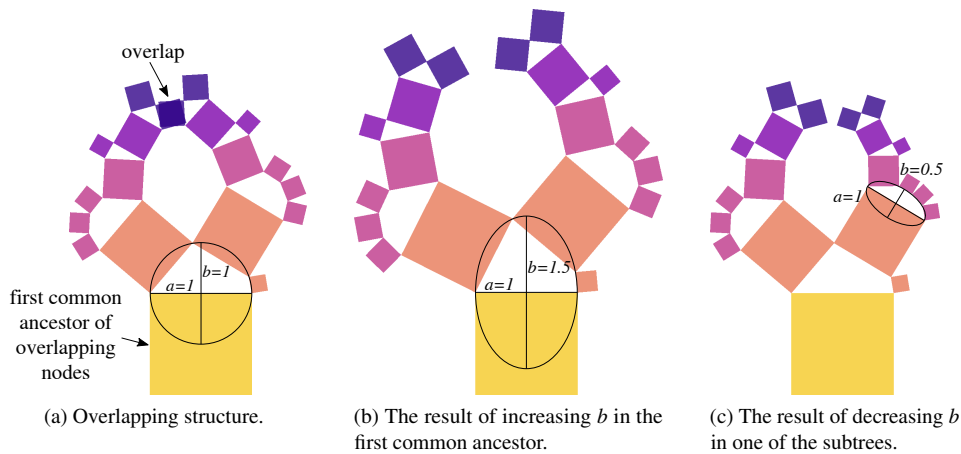 overlap
b=1
a=1
first common
ancestor of
overlapping
nodes
(a) Overlapping structure.
b=1.5
a=1
(b) The result of increasing b in the
first common ancestor.
b=0.5
a=1
(c) The result of decreasing b
in one of the subtrees.